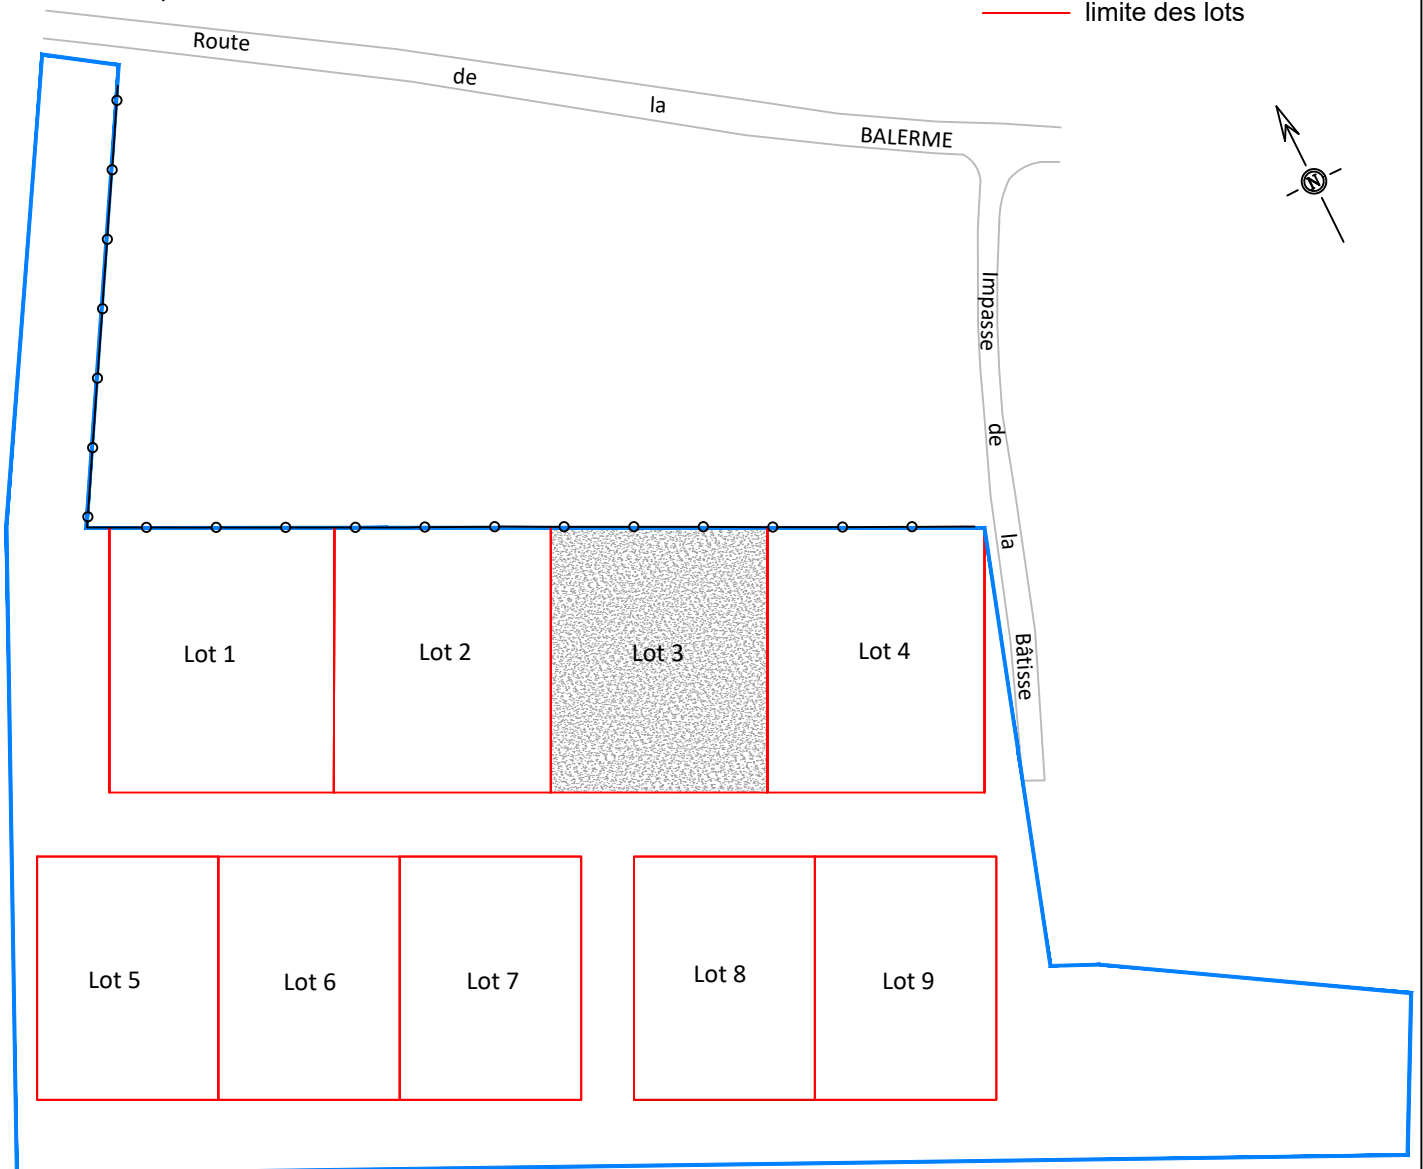 limite des lots
Route de la BALERME
N
Impasse de la Bâtisse
Lot 1
Lot 2
Lot 3
Lot 4
Lot 5
Lot 6
Lot 7
Lot 8
Lot 9